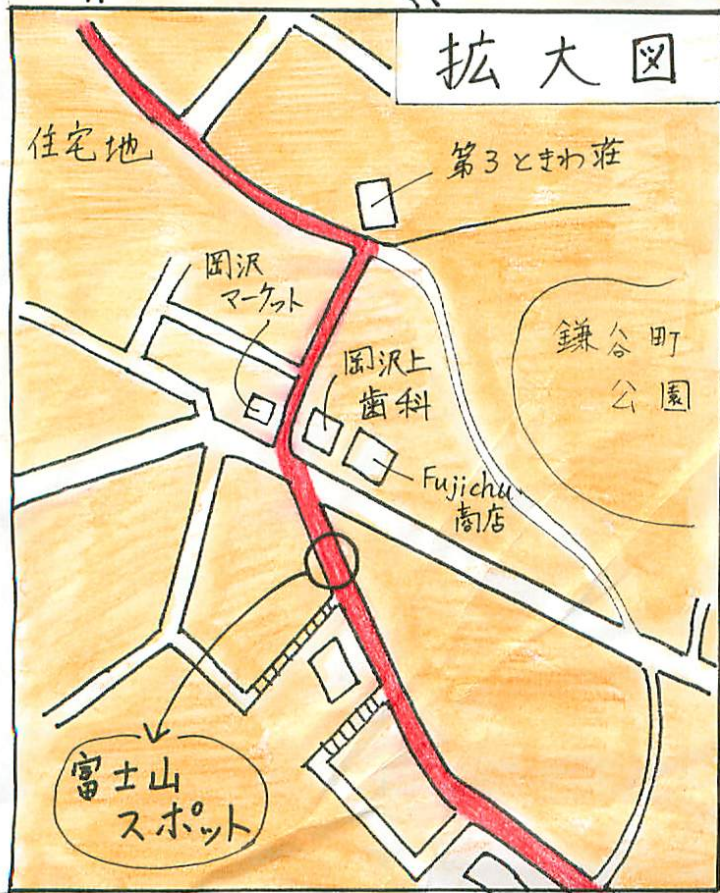 拡大図
住宅地
第3ときわ荘
岡沢
マーケット
岡沢上
歯科
鎌谷町
公園
Fujichu
商店
富士山
スポット